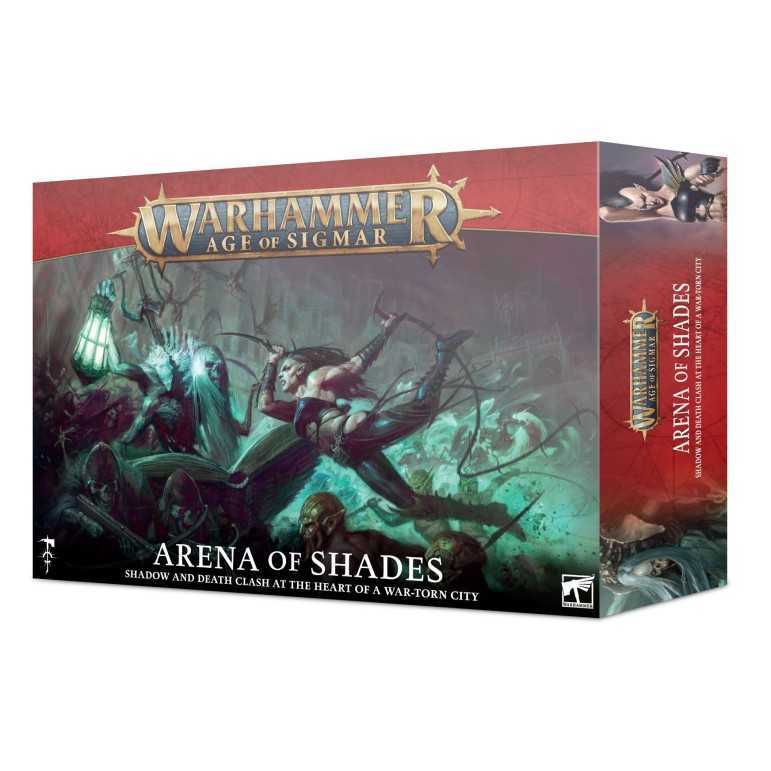 WARHAMMER
AGE OF SIGMAR
ARENA OF SHADES
SHADOW AND DEATH CLASH AT THE HEART OF A WAR-TORN CITY
WARHAMMER
WARHAMMER
AGE OF SIGMAR
ARENA OF SHADES
SHADOW AND DEATH CLASH AT THE HEART OF A WAR-TORN CITY